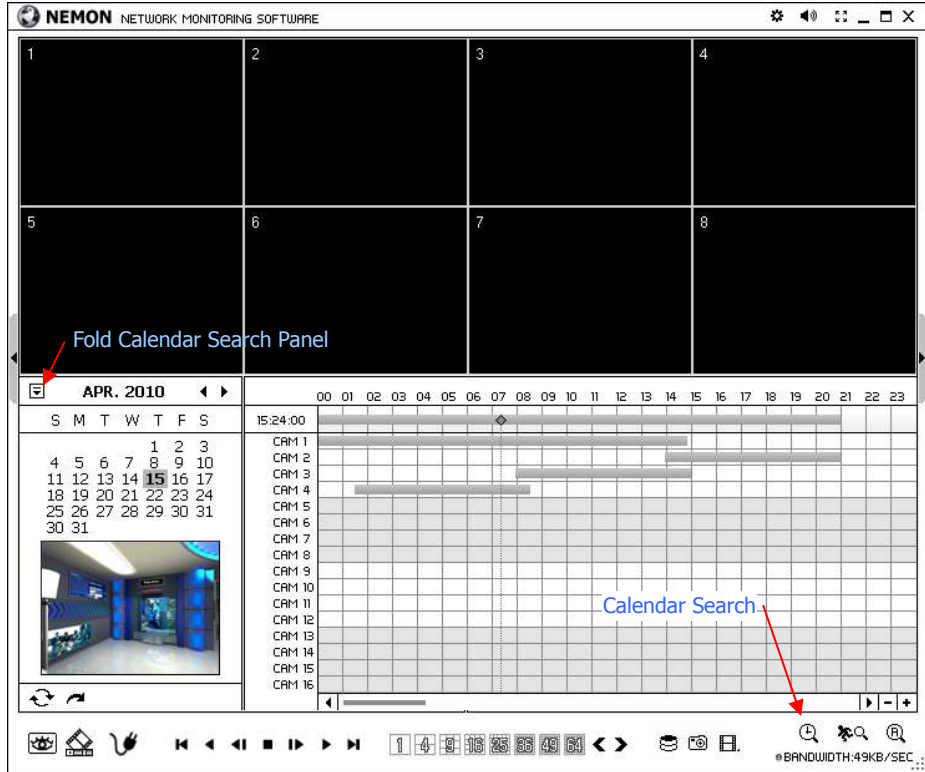 NEMON NETWORK MONITORING SOFTWARE
1 2 3 4
5 6 7 8
Fold Calendar Search Panel
APR. 2010
00 01 02 03 04 05 06 07 08 09 10 11 12 13 14 15 16 17 18 19 20 21 22 23
S M T W T F S
15:24:00
1 2 3
4 5 6 7 8 9 10
11 12 13 14 15 16 17
18 19 20 21 22 23 24
25 26 27 28 29 30 31
30 31
CAM 1
CAM 2
CAM 3
CAM 4
CAM 5
CAM 6
CAM 7
CAM 8
CAM 9
CAM 10
CAM 11
CAM 12
CAM 13
CAM 14
CAM 15
CAM 16
Calendar Search
1 4 9 16 25 36 49 64
R
BANDWIDTH:49KB/SEC